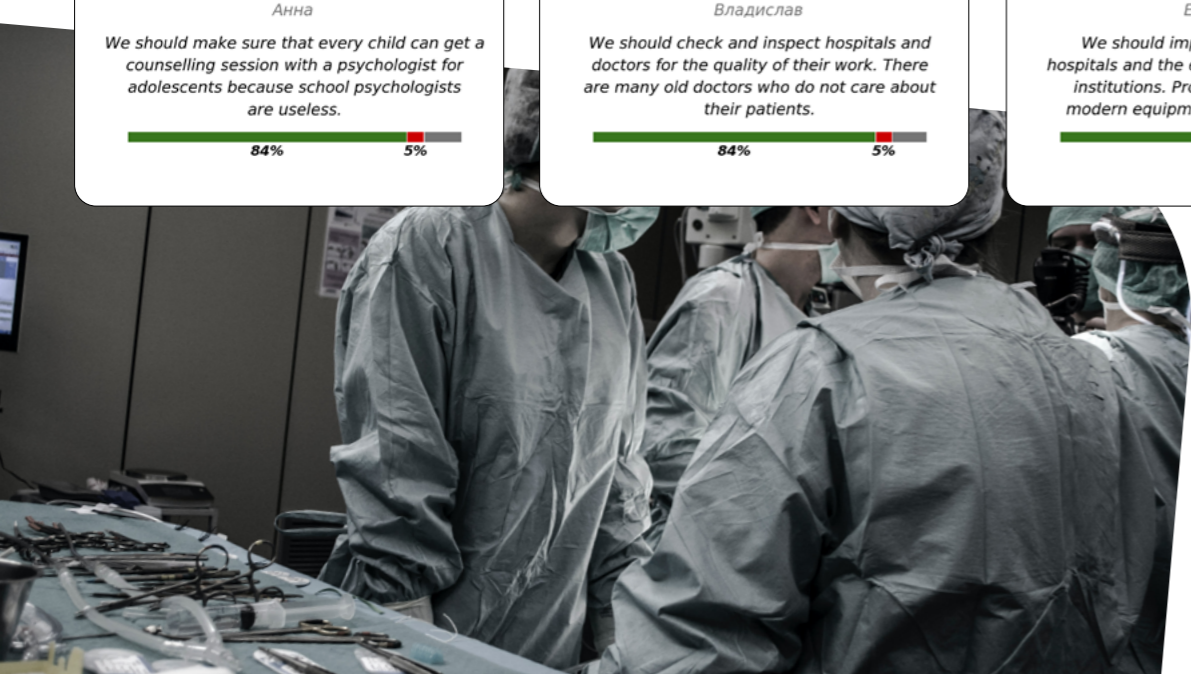 Анна
We should make sure that every child can get a
counselling session with a psychologist for
adolescents because school psychologists
are useless.
84%
5%
Владислав
We should check and inspect hospitals and
doctors for the quality of their work. There
are many old doctors who do not care about
their patients.
84%
5%
We should
hospitals and the
institutions.
modern